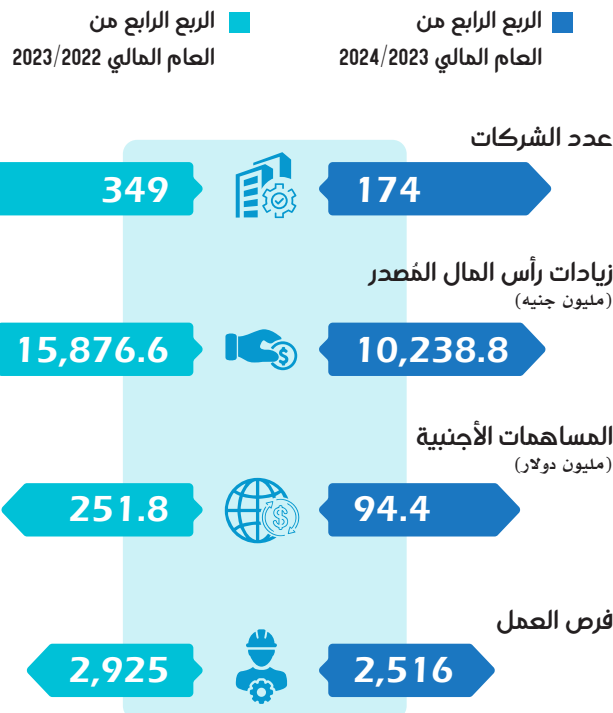 الربع الرابع من
العام المالي 2024/2023
الربع الرابع من
العام المالي 2023/2022
عدد الشركات
174
349
زيادات رأس المال المُصدر
(مليون جنيه)
10,238.8
15,876.6
المساهمات الأجنبية
(مليون دولار)
94.4
251.8
فرص العمل
2,516
2,925